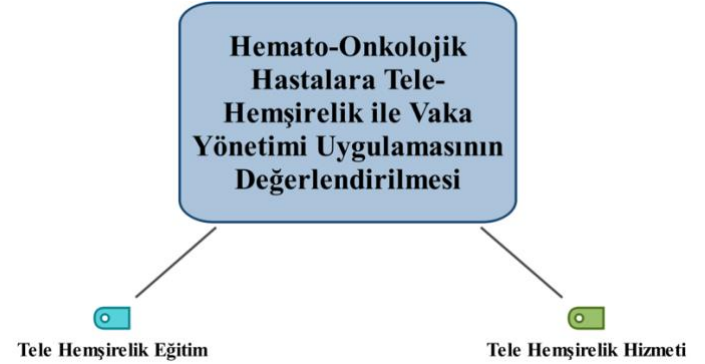 Hemato-Onkolojik
Hastalara Tele-
Hemşirelik ile Vaka
Yönetimi Uygulamasının
Değerlendirilmesi
Tele Hemşirelik Eğitim
Tele Hemşirelik Hizmeti